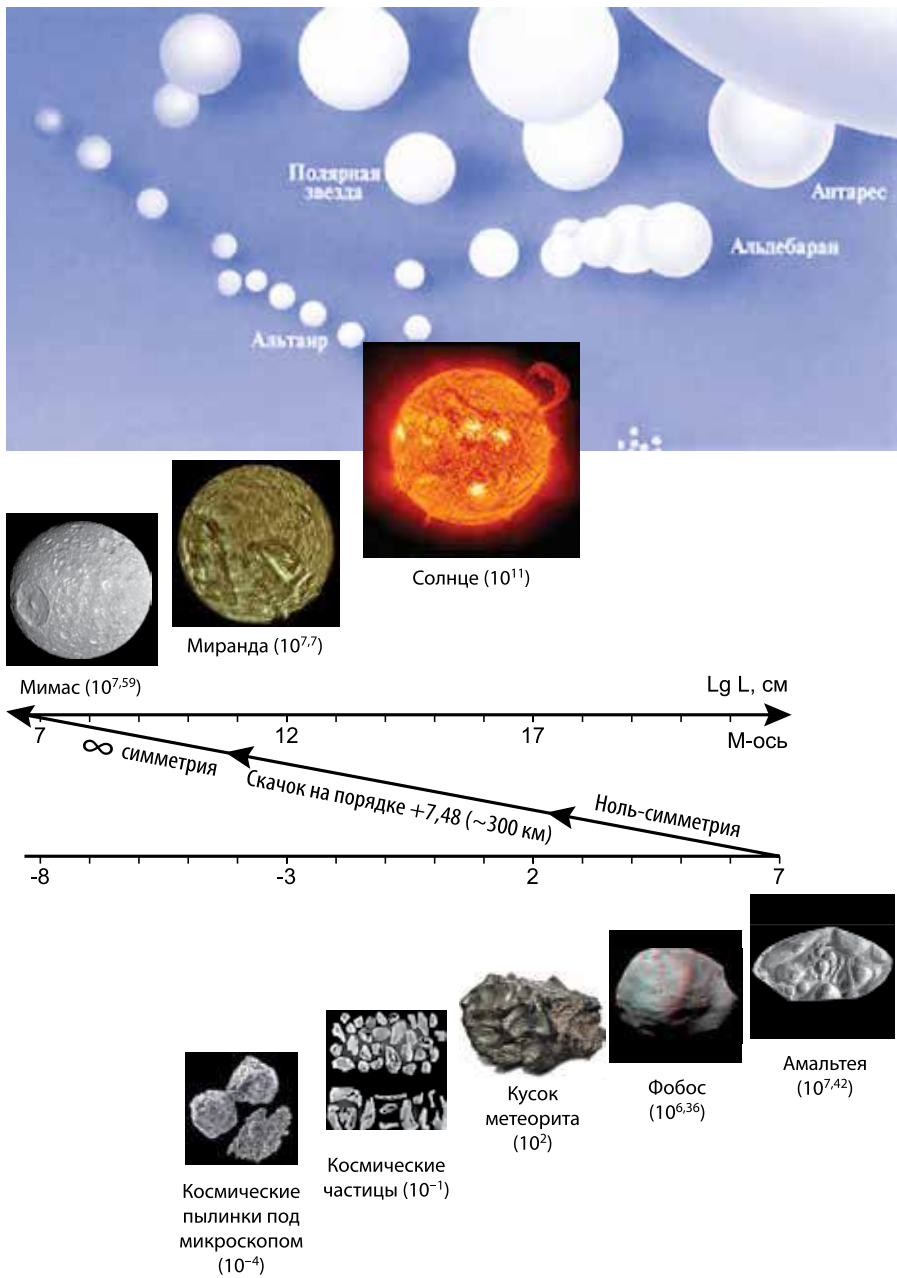 Полярная
звезда
Антарес
Альдебаран
Альтаир
Солнце (10¹¹)
Миранда (10⁷,⁷)
Мимас (10⁷,⁵⁹)
Lg L, см
7 12 17
М-ось
∞ симметрия
Скачок на порядке +7,48 (~300 км)
Ноль-симметрия
-8 -3 2 7
Амальтея
(10⁷,⁴²)
Фобос
(10⁶,³⁶)
Кусок
метеорита
(10²)
Космические
частицы (10⁻¹)
Космические
пылинки под
микроскопом
(10⁻⁴)